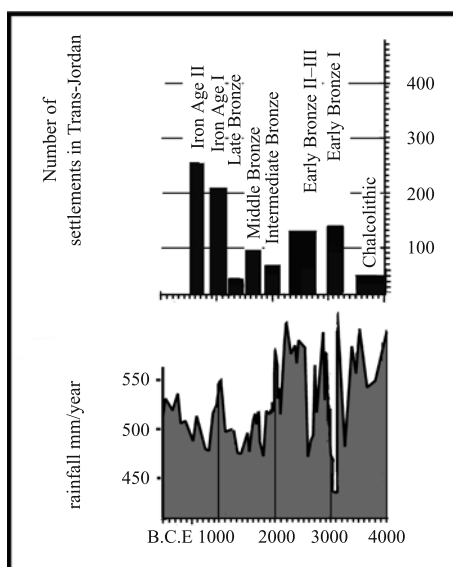 Number of
settlements in Trans-Jordan
Iron Age II
Iron Age I
Late Bronze
Middle Bronze
Intermediate Bronze
Early Bronze II–III
Early Bronze I
Chalcolithic
400
300
200
100
rainfall mm/year
550
500
450
B.C.E 1000 2000 3000 4000